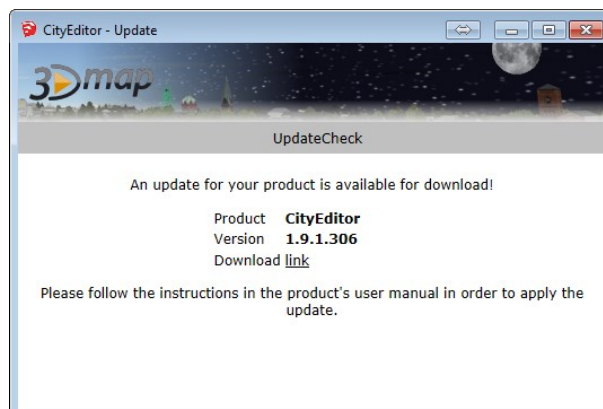 CityEditor - Update
3Dmap
UpdateCheck
An update for your product is available for download!
Product CityEditor
Version 1.9.1.306
Download link
Please follow the instructions in the product's user manual in order to apply the
update.